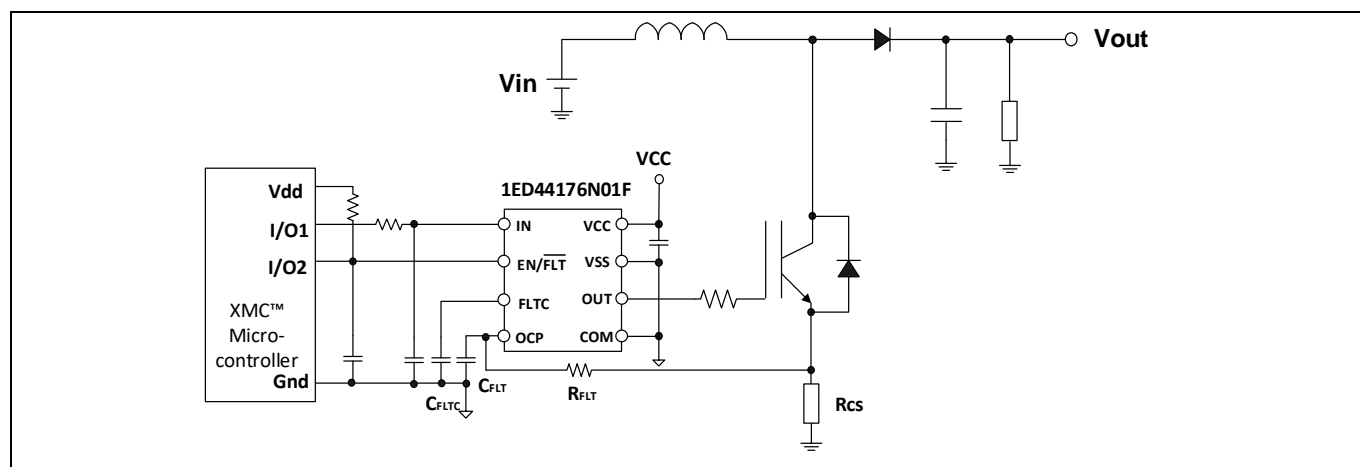 Vout
Vin
VCC
1ED44176N01F
Vdd
I/O1
I/O2
XMC™
Micro-
controller
Gnd
IN
EN/FLT
FLTC
OCP
VCC
VSS
OUT
COM
CFLTC
CFLT
RFLT
Rcs